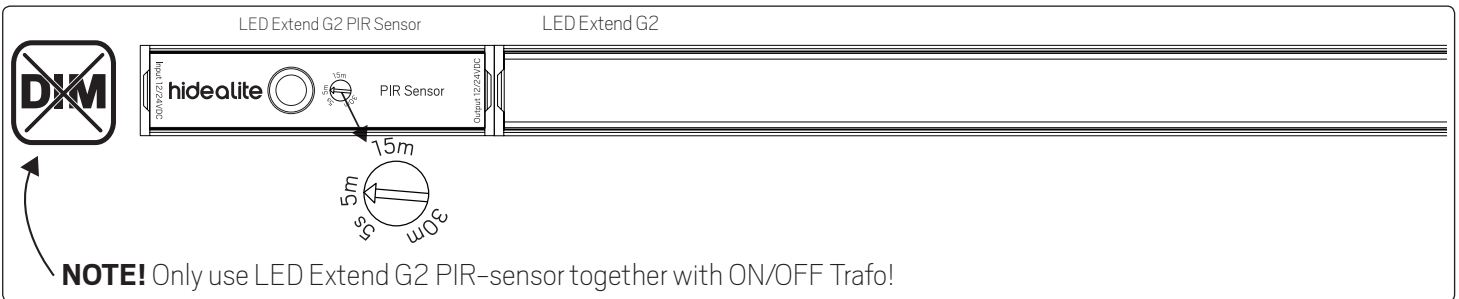 LED Extend G2 PIR Sensor
LED Extend G2
DIM
Input 12/24VDC
hidealite
15m
5m
5s
30m
PIR Sensor
Output 12/24VDC
15m
5m
5s
30m
NOTE! Only use LED Extend G2 PIR-sensor together with ON/OFF Trafo!